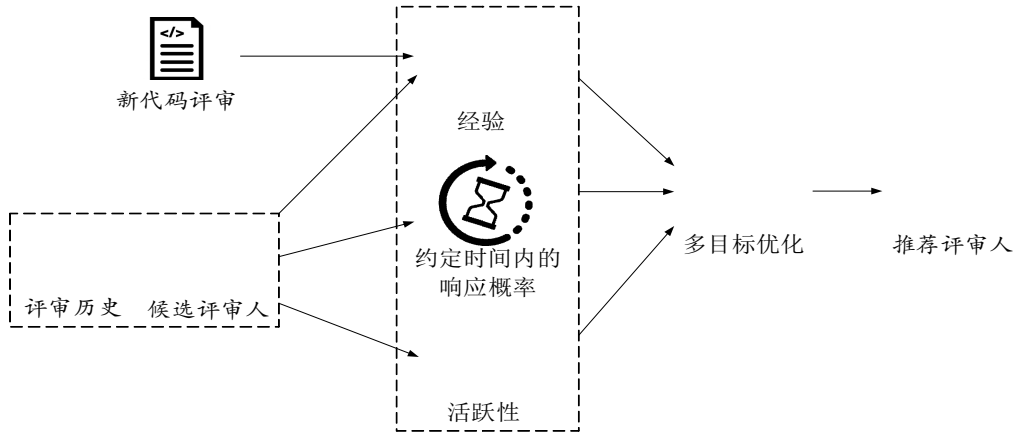 </>
新代码评审
经验
约定时间内的
响应概率
多目标优化
推荐评审人
评审历史
候选评审人
活跃性